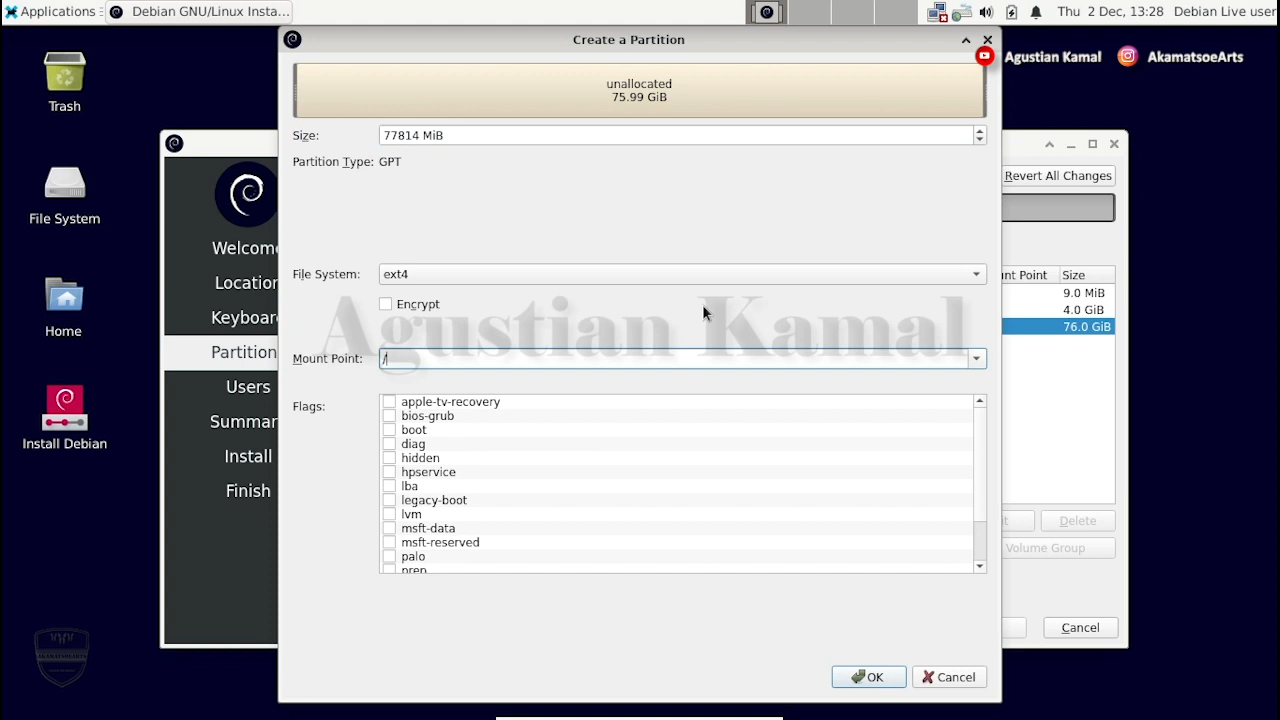 Applications
Debian GNU/Linux Insta...
Thu 2 Dec, 13:28
Debian Live user
Create a Partition
Agustian Kamal
AkamatsoeArts
Trash
File System
Home
Install Debian
unallocated
75.99 GiB
Size:
77814 MiB
Partition Type: GPT
File System:
ext4
Encrypt
Agustian Kamal
Mount Point:
/
Flags:
apple-tv-recovery
bios-grub
boot
diag
hidden
hpservice
lba
legacy-boot
lvm
msft-data
msft-reserved
palo
prep
OK
Cancel
Welcom
Location
Keyboar
Partition
Users
Summar
Install
Finish
Revert All Changes
nt Point
Size
9.0 MiB
4.0 GiB
76.0 GiB
t
Delete
Volume Group
Cancel